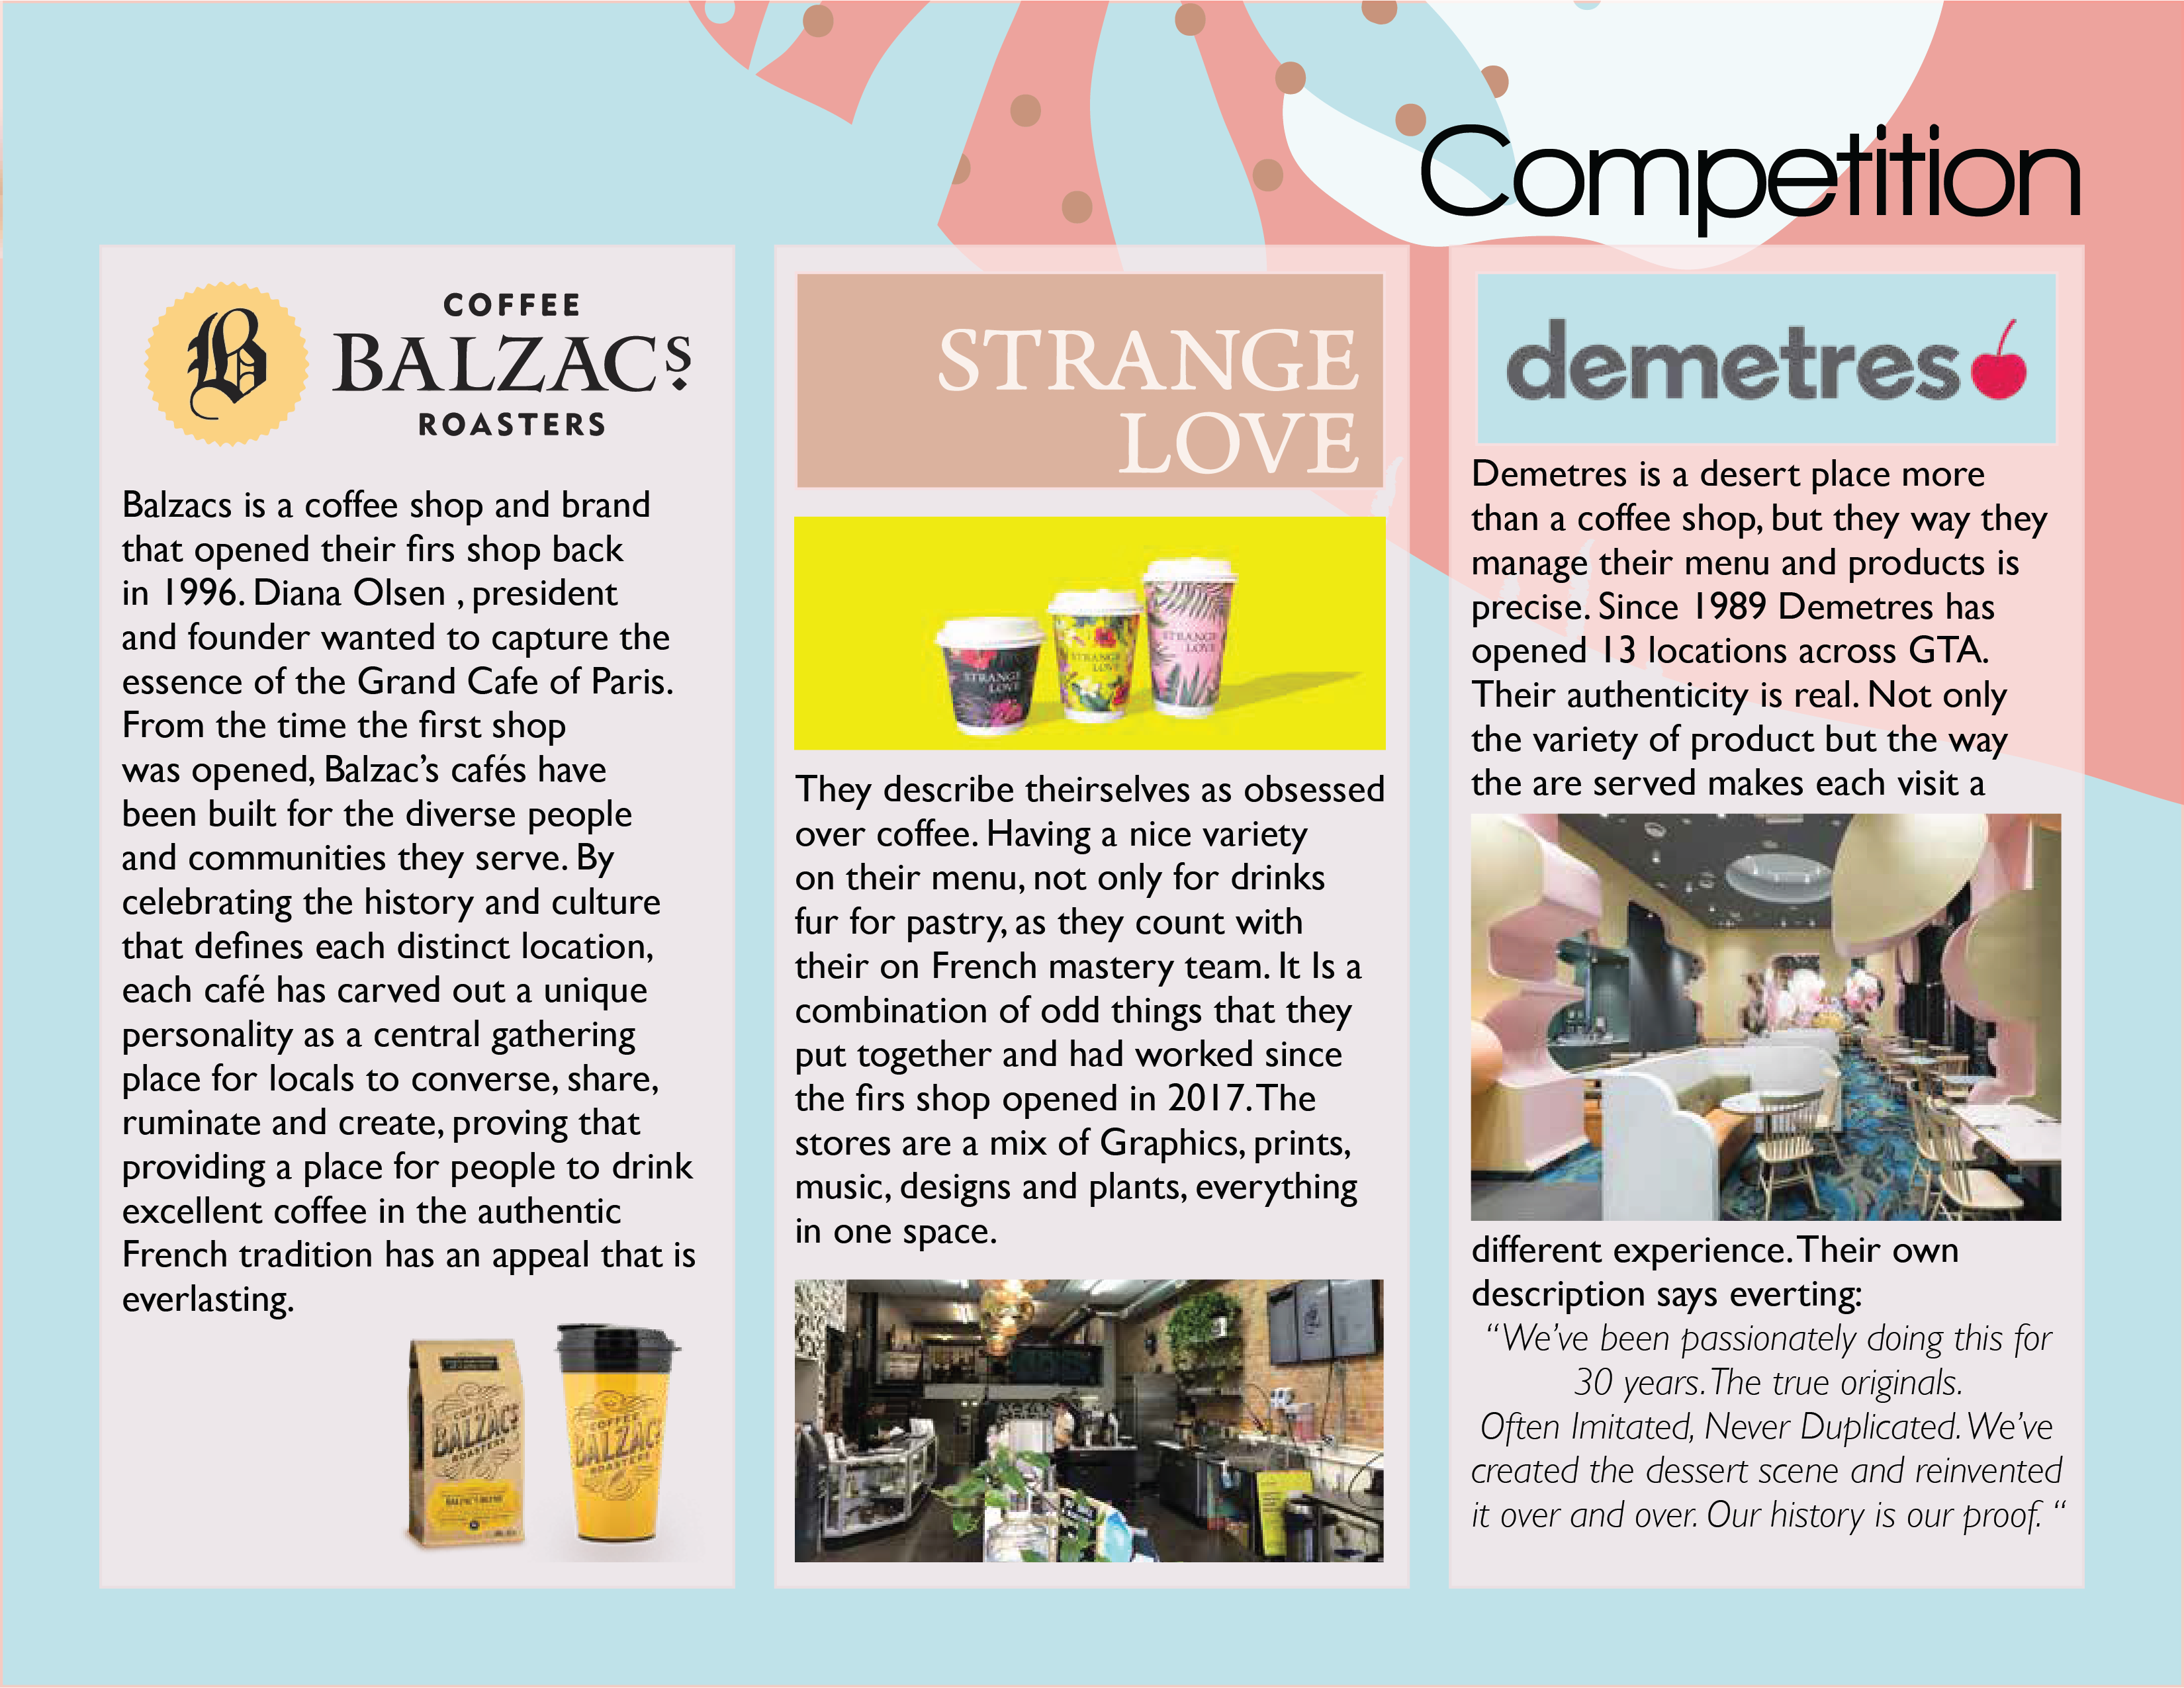 Competition
B
COFFEE
BALZAC'S
ROASTERS
Balzacs is a coffee shop and brand
that opened their firs shop back
in 1996. Diana Olsen , president
and founder wanted to capture the
essence of the Grand Cafe of Paris.
From the time the first shop
was opened, Balzac’s cafés have
been built for the diverse people
and communities they serve. By
celebrating the history and culture
that defines each distinct location,
each café has carved out a unique
personality as a central gathering
place for locals to converse, share,
ruminate and create, proving that
providing a place for people to drink
excellent coffee in the authentic
French tradition has an appeal that is
everlasting.
COFFEE
BALZAC'S
ROASTERS
COFFEE
BALZAC'S
ROASTERS
STRANGE
LOVE
STRANGE
LOVE
STRANGE
LOVE
STRANGE
LOVE
They describe theirselves as obsessed
over coffee. Having a nice variety
on their menu, not only for drinks
fur for pastry, as they count with
their on French mastery team. It Is a
combination of odd things that they
put together and had worked since
the firs shop opened in 2017. The
stores are a mix of Graphics, prints,
music, designs and plants, everything
in one space.
demetres
Demetres is a desert place more
than a coffee shop, but they way they
manage their menu and products is
precise. Since 1989 Demetres has
opened 13 locations across GTA.
Their authenticity is real. Not only
the variety of product but the way
the are served makes each visit a
different experience. Their own
description says everting:
“We’ve been passionately doing this for
30 years. The true originals.
Often Imitated, Never Duplicated. We’ve
created the dessert scene and reinvented
it over and over. Our history is our proof. “